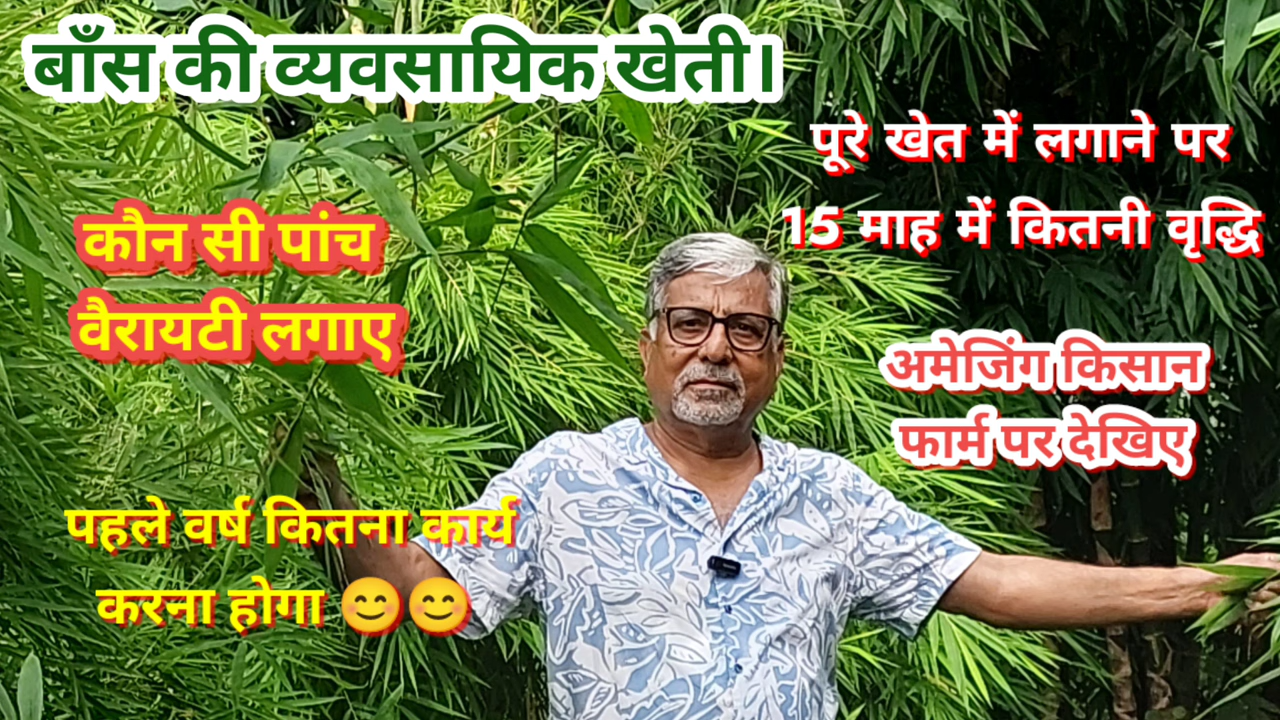 बाँस की व्यवसायिक खेती।
पूरे खेत में लगाने पर
15 माह में कितनी वृद्धि
कौन सी पांच
वैरायटी लगाए
अमेजिंग किसान
फार्म पर देखिए
पहले वर्ष कितना कार्य
करना होगा 😊😊